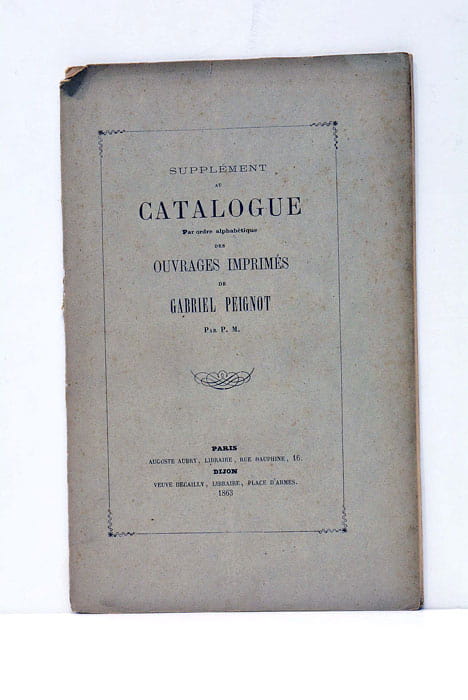 SUPPLÉMENT
AU
CATALOGUE
Par ordre alphabétique
DES
OUVRAGES IMPRIMÉS
DE
GABRIEL PEIGNOT
PAR P. M.
PARIS
AUGUSTE AUBRY, LIBRAIRE, RUE DAUPHINE, 16.
DIJON
VEUVE DECAILLY, LIBRAIRE, PLACE D'ARMES.
1863